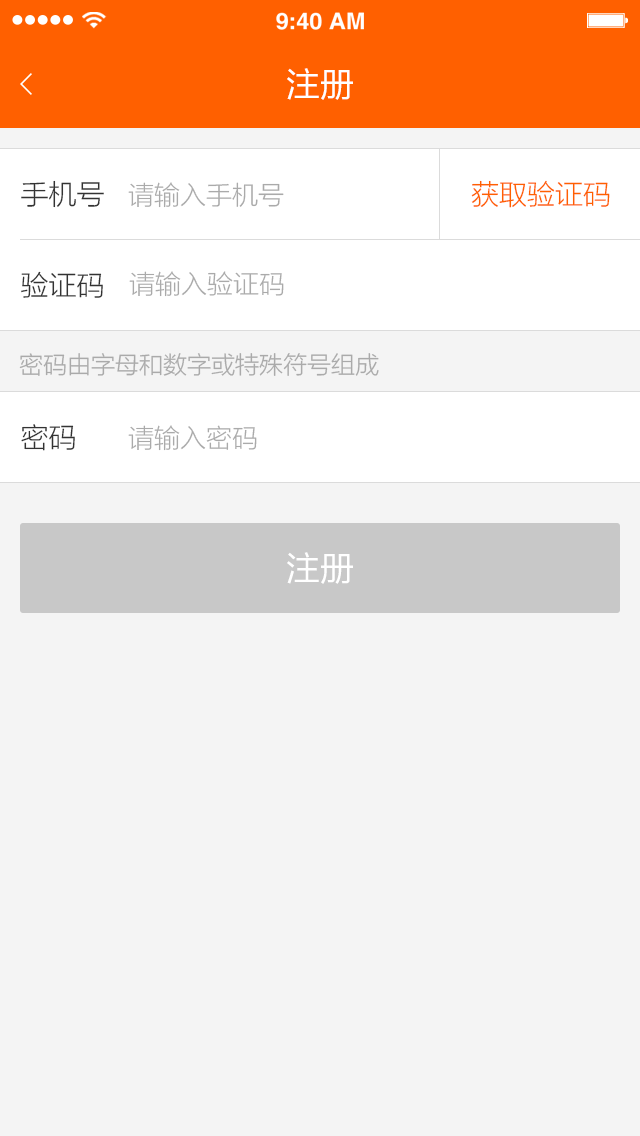 9:40 AM
注册
手机号 请输入手机号 获取验证码
验证码 请输入验证码
密码由字母和数字或特殊符号组成
密码 请输入密码
注册